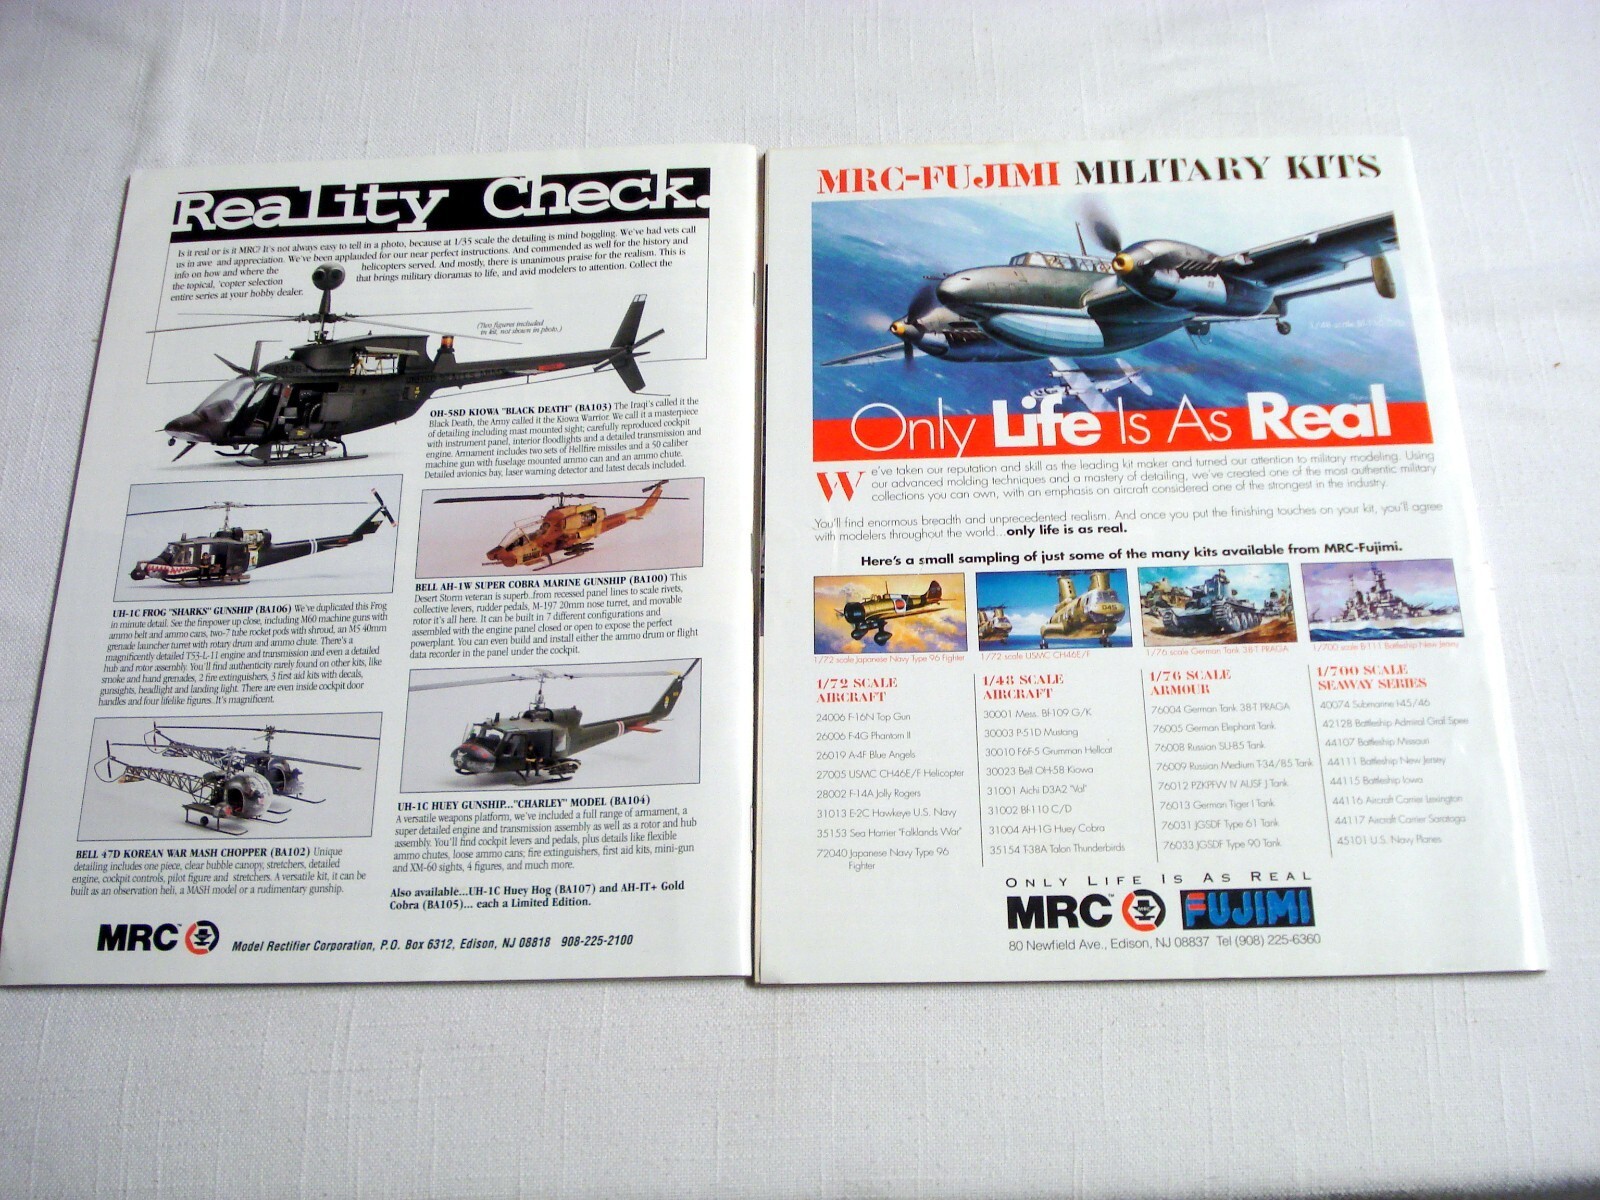 Reality Check.
Is it real or is it MRC? It's not always easy to tell in a photo, because at 1/35 scale the detailing is mind boggling. We've had vets call
us in awe and appreciation. We've been applauded for our near perfect instructions. And commended as well for the history and
info on how and where the helicopters served. And mostly, there is unanimous praise for the realism. This is
the topical, 'copter selection that brings military dioramas to life, and avid modelers to attention. Collect the
entire series at your hobby dealer.
(Two figures included
in kit, not shown in photo.)
OH-58D KIOWA "BLACK DEATH" (BA103) The Iraqi's called it the
Black Death, the Army called it the Kiowa Warrior. We call it a masterpiece
of detailing including mast mounted sight; carefully reproduced cockpit
with instrument panel, interior floodlights and a detailed transmission and
engine. Armament includes two sets of Hellfire missiles and a 50 caliber
machine gun with fuselage mounted ammo can and an ammo chute.
Detailed avionics bay, laser warning detector and latest decals included.
UH-1C FROG "SHARKS" GUNSHIP (BA106) We've duplicated this Frog
in minute detail. See the firepower up close, including M60 machine guns with
ammo belt and ammo cans, two-7 tube rocket pods with shroud, an M5 40mm
grenade launcher turret with rotary drum and ammo chute. There's a
magnificently detailed T53-L-11 engine and transmission and even a detailed
hub and rotor assembly. You'll find authenticity rarely found on other kits, like
smoke and hand grenades, 2 fire extinguishers, 3 first aid kits with decals,
gunsights, headlight and landing light. There are even inside cockpit door
handles and four lifelike figures. It's magnificent.
BELL AH-1W SUPER COBRA MARINE GUNSHIP (BA100) This
Desert Storm veteran is superb..from recessed panel lines to scale rivets,
collective levers, rudder pedals, M-197 20mm nose turret, and movable
rotor it's all here. It can be built in 7 different configurations and
assembled with the engine panel closed or open to expose the perfect
powerplant. You can even build and install either the ammo drum or flight
data recorder in the panel under the cockpit.
BELL 47D KOREAN WAR MASH CHOPPER (BA102) Unique
detailing includes one piece, clear bubble canopy, stretchers, detailed
engine, cockpit controls, pilot figure and stretchers. A versatile kit, it can be
built as an observation heli, a MASH model or a rudimentary gunship.
UH-1C HUEY GUNSHIP..."CHARLEY" MODEL (BA104)
A versatile weapons platform, we've included a full range of armament, a
super detailed engine and transmission assembly as well as a rotor and hub
assembly. You'll find cockpit levers and pedals, plus details like flexible
ammo chutes, loose ammo cans; fire extinguishers, first aid kits, mini-gun
and XM-60 sights, 4 figures, and much more.
Also available...UH-1C Huey Hog (BA107) and AH-IT+ Gold
Cobra (BA105)... each a Limited Edition.
MRC™ Model Rectifier Corporation, P.O. Box 6312, Edison, NJ 08818 908-225-2100
MRC-FUJIMI MILITARY KITS
Only Life Is As Real
We've taken our reputation and skill as the leading kit maker and turned our attention to military modeling. Using
our advanced molding techniques and a mastery of detailing, we've created one of the most authentic military
collections you can own, with an emphasis on aircraft considered one of the strongest in the industry.
You'll find enormous breadth and unprecedented realism. And once you put the finishing touches on your kit, you'll agree
with modelers throughout the world...only life is as real.
Here's a small sampling of just some of the many kits available from MRC-Fujimi.
1/72 scale Japanese Navy Type 96 Fighter
1/72 scale USMC CH46E/F
1/76 scale German Tank 38-T PRAGA
1/700 scale B-111 Battleship New Jersey
1/72 SCALE
AIRCRAFT
24006 F-16N Top Gun
26006 F-4G Phantom II
26019 A-4F Blue Angels
27005 USMC CH46E/F Helicopter
28002 F-14A Jolly Rogers
31013 E-2C Hawkeye U.S. Navy
35153 Sea Harrier "Falklands War"
72040 Japanese Navy Type 96
Fighter
1/48 SCALE
AIRCRAFT
30001 Mess. Bf-109 G/K
30003 P-51D Mustang
30010 F6F-5 Grumman Hellcat
30023 Bell OH-58 Kiowa
31001 Aichi D3A2 "Val"
31002 Bf-110 C/D
31004 AH-1G Huey Cobra
35154 T-38A Talon Thunderbirds
1/76 SCALE
ARMOUR
76004 German Tank 38-T PRAGA
76005 German Elephant Tank
76008 Russian SU-85 Tank
76009 Russian Medium T-34/85 Tank
76012 PZKPFW IV AUSF J Tank
76013 German Tiger I Tank
76031 JGSDF Type 61 Tank
76033 JGSDF Type 90 Tank
1/700 SCALE
SEAWAY SERIES
40074 Submarine I-45/46
42128 Battleship Admiral Graf Spee
44107 Battleship Missouri
44111 Battleship New Jersey
44115 Battleship Iowa
44116 Aircraft Carrier Lexington
44117 Aircraft Carrier Saratoga
45101 U.S. Navy Planes
ONLY LIFE IS AS REAL
MRC™ FUJIMI
80 Newfield Ave., Edison, NJ 08837 Tel (908) 225-6360